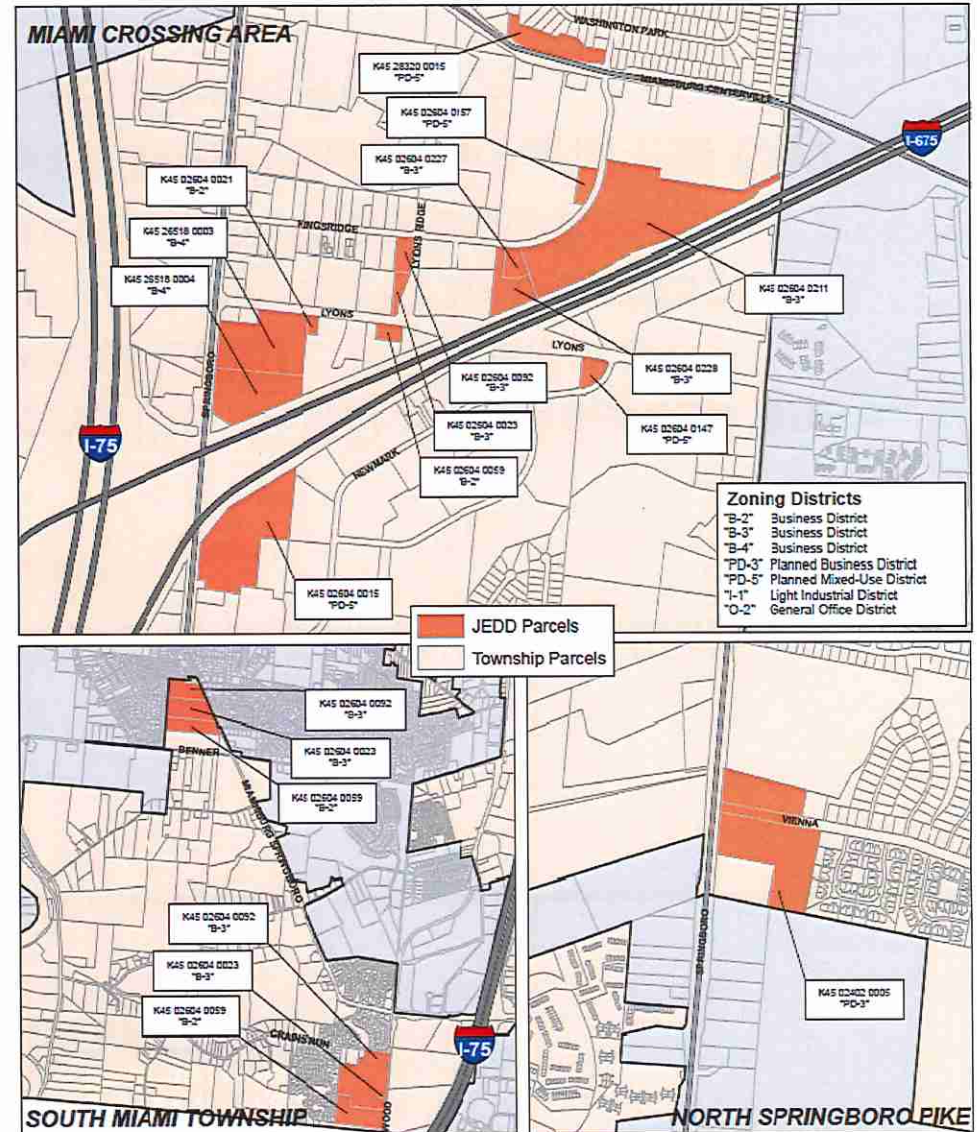 MIAMI CROSSING AREA
WASHINGTON PARK
K45 28320 0015
"PD-5"
MIAMISBURG CENTERVILLE
K45 02604 0157
"PD-5"
I-675
K45 02604 0227
"B-3"
K45 02604 0021
"B-2"
KINGSRIDGE
LYONS RIDGE
K45 26518 0003
"B-4"
K45 26518 0004
"B-4"
K45 02604 0211
"B-3"
LYONS
LYONS
SPRINGBORO
K45 02604 0092
"B-3"
K45 02604 0228
"B-3"
K45 02604 0023
"B-3"
K45 02604 0147
"PD-5"
I-75
NEWMARK
K45 02604 0059
"B-2"
Zoning Districts
"B-2" Business District
"B-3" Business District
"B-4" Business District
"PD-3" Planned Business District
"PD-5" Planned Mixed-Use District
"I-1" Light Industrial District
"O-2" General Office District
K45 02604 0015
"PD-5"
JEDD Parcels
Township Parcels
K45 02604 0092
"B-3"
K45 02604 0023
"B-3"
BENNER
K45 02604 0059
"B-2"
MIAMISBURG SPRINGBORO
K45 02604 0092
"B-3"
K45 02604 0023
"B-3"
K45 02604 0059
"B-2"
CRAINS RUN
I-75
WOOD
SOUTH MIAMI TOWNSHIP
VIENNA
SPRINGBORO
K45 02402 0005
"PD-3"
NORTH SPRINGBORO PIKE